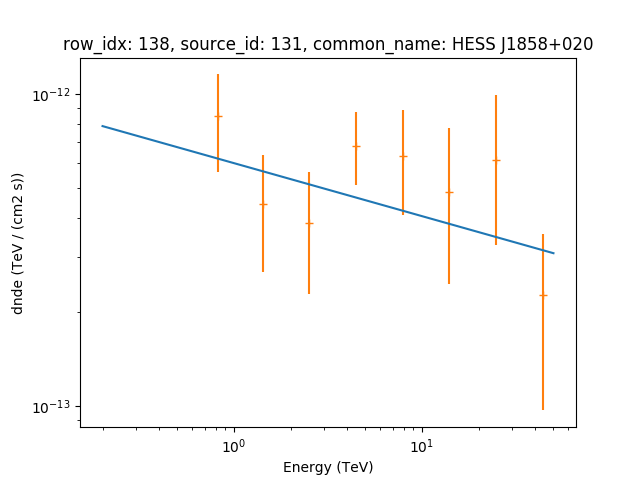 row_idx: 138, source_id: 131, common_name: HESS J1858+020
10⁻¹²
dnde (TeV / (cm2 s))
10⁻¹³
10⁰
10¹
Energy (TeV)